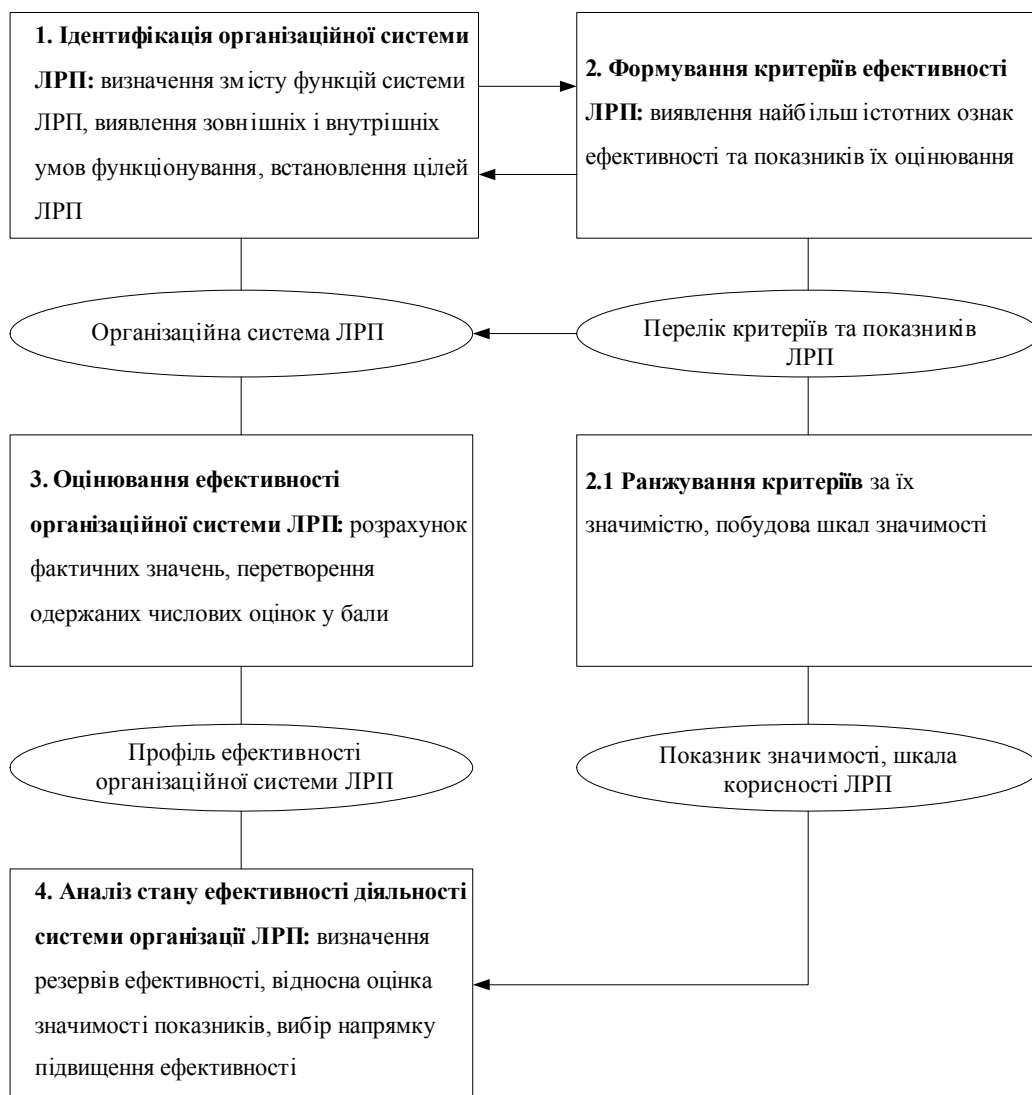 1. Ідентифікація організаційної системи
ЛРП: визначення змісту функцій системи
ЛРП, виявлення зовнішніх і внутрішніх
умов функціонування, встановлення цілей
ЛРП
2. Формування критеріїв ефективності
ЛРП: виявлення найбільш істотних ознак
ефективності та показників їх оцінювання
Організаційна система ЛРП
Перелік критеріїв та показників
ЛРП
3. Оцінювання ефективності
організаційної системи ЛРП: розрахунок
фактичних значень, перетворення
одержаних числових оцінок у бали
2.1 Ранжування критеріїв за їх
значимістю, побудова шкал значимості
Профіль ефективності
організаційної системи ЛРП
Показник значимості, шкала
корисності ЛРП
4. Аналіз стану ефективності діяльності
системи організації ЛРП: визначення
резервів ефективності, відносна оцінка
значимості показників, вибір напрямку
підвищення ефективності